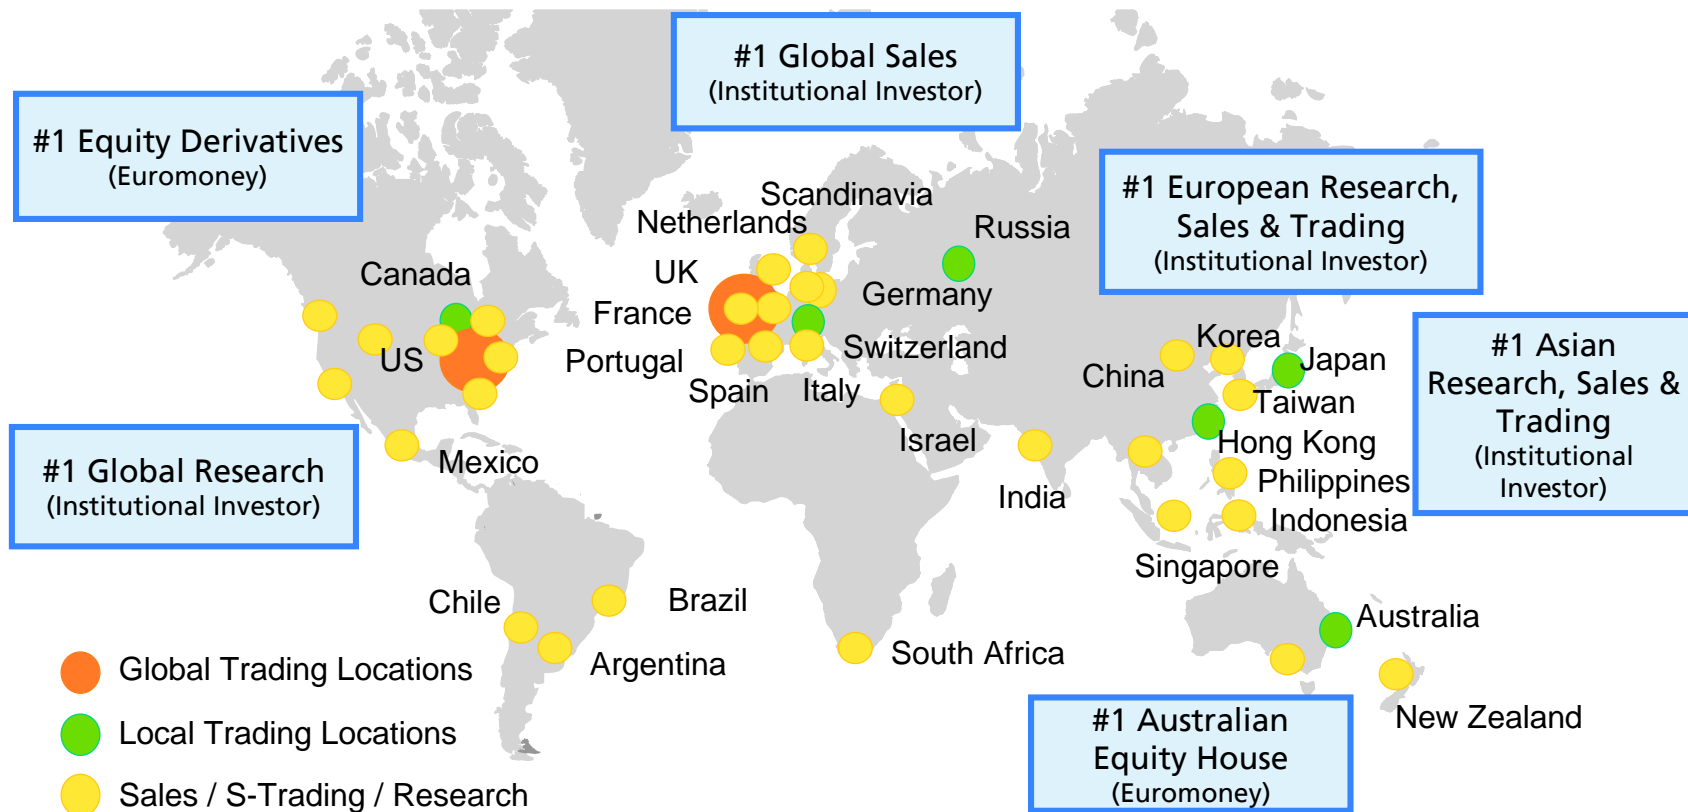 #1 Global Sales
(Institutional Investor)
#1 Equity Derivatives
(Euromoney)
#1 European Research,
Sales & Trading
(Institutional Investor)
Scandinavia
Netherlands
Russia
UK
Canada
Germany
France
Korea
Switzerland
Japan
US
Portugal
China
Spain
Italy
Taiwan
#1 Asian
Research, Sales &
Trading
(Institutional
Investor)
Israel
Hong Kong
Mexico
#1 Global Research
(Institutional Investor)
India
Philippines
Indonesia
Singapore
Chile
Brazil
Australia
South Africa
Argentina
New Zealand
Global Trading Locations
Local Trading Locations
Sales / S-Trading / Research
#1 Australian
Equity House
(Euromoney)